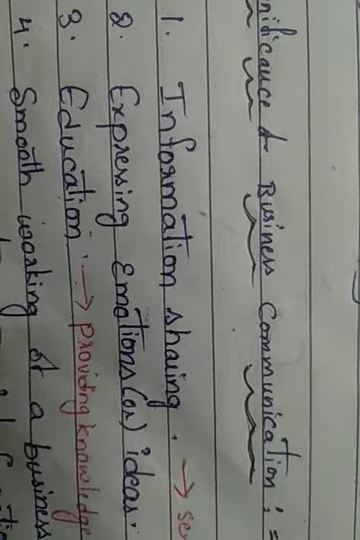 nificance of Business Communication :=
1. Information sharing. → se
2. Expressing Emotions (or) ideas.
3. Education. → providing knowledge
4. Smooth working of a business